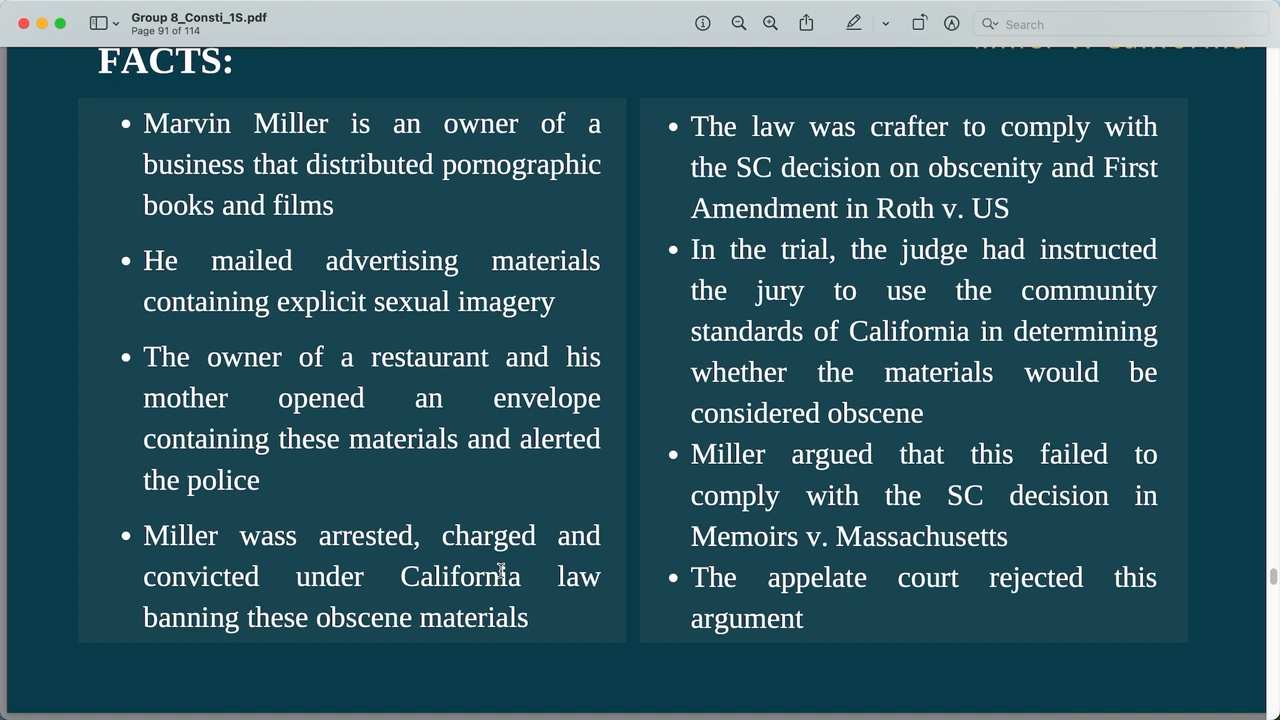 Group 8_Consti_1S.pdf
Page 91 of 114
Search
FACTS:
• Marvin Miller is an owner of a
business that distributed pornographic
books and films
• He mailed advertising materials
containing explicit sexual imagery
• The owner of a restaurant and his
mother opened an envelope
containing these materials and alerted
the police
• Miller wass arrested, charged and
convicted under California law
banning these obscene materials
• The law was crafter to comply with
the SC decision on obscenity and First
Amendment in Roth v. US
• In the trial, the judge had instructed
the jury to use the community
standards of California in determining
whether the materials would be
considered obscene
• Miller argued that this failed to
comply with the SC decision in
Memoirs v. Massachusetts
• The appelate court rejected this
argument